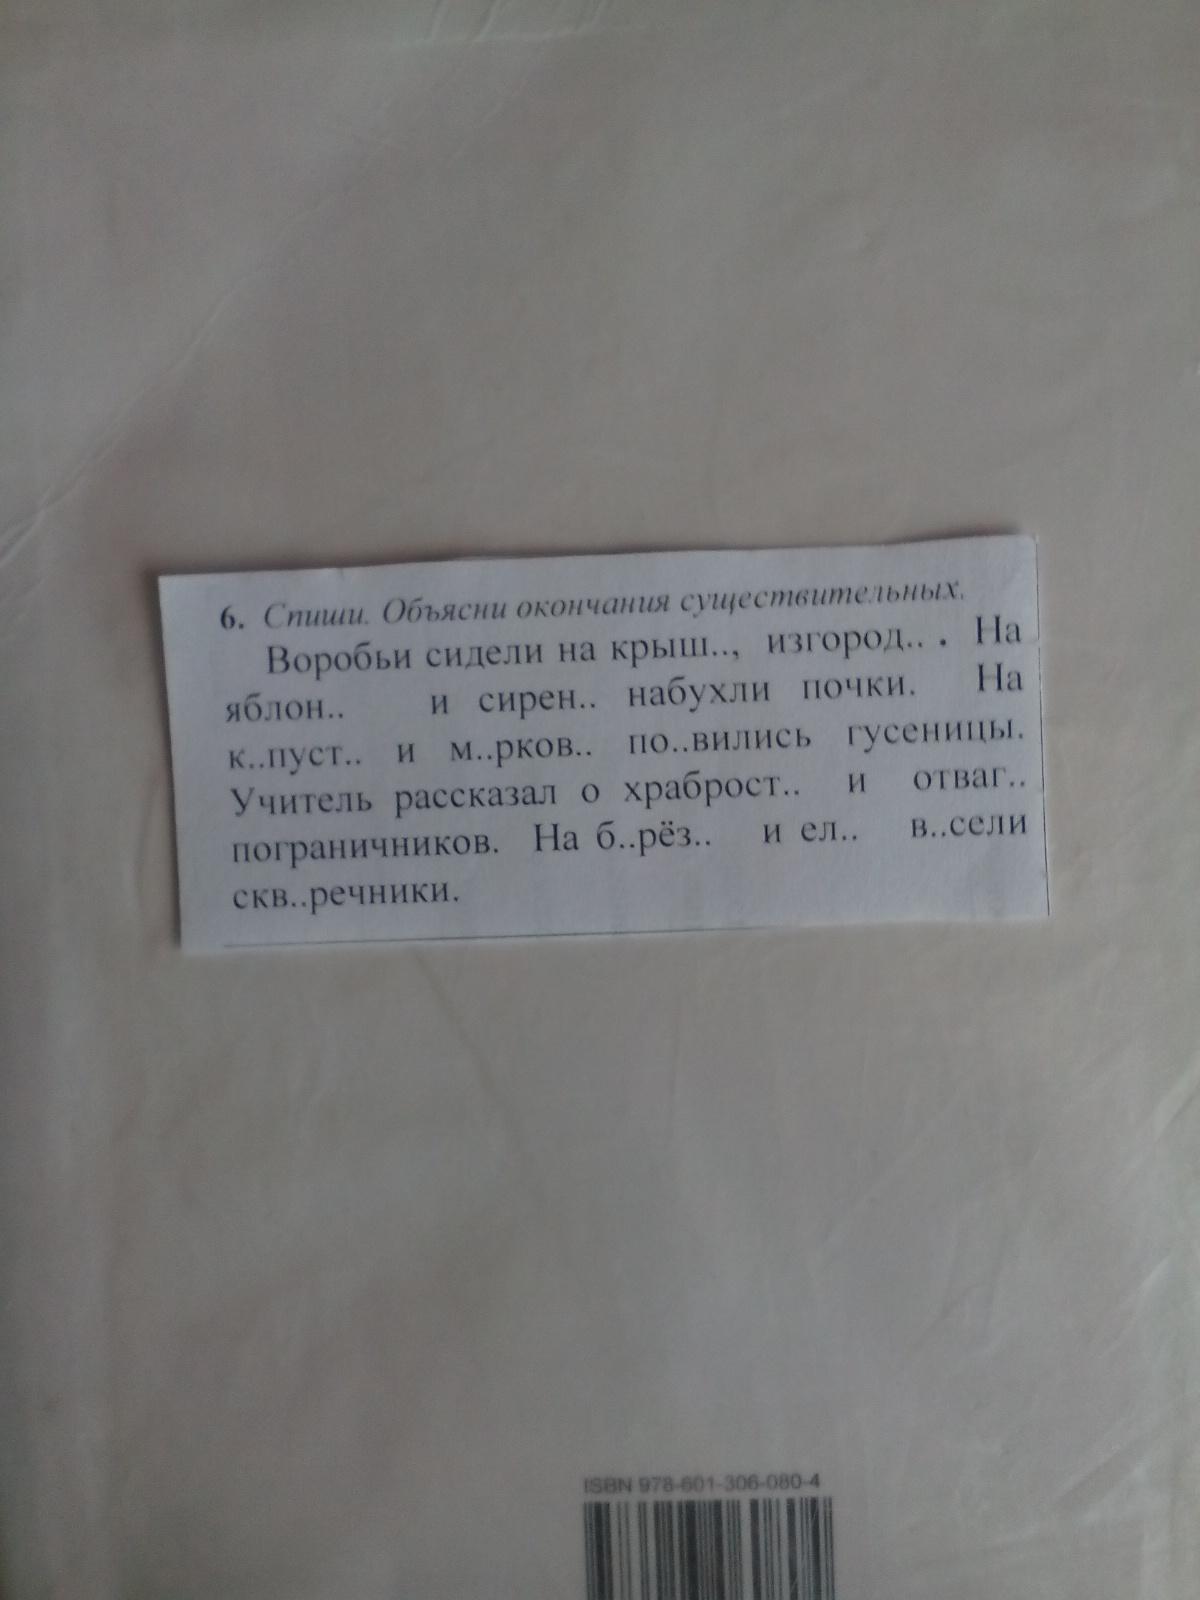 6. Спиши. Объясни окончания существительных.
Воробьи сидели на крыш.., изгород.. . На
яблон.. и сирен.. набухли почки. На
к..пуст.. и м..рков.. по..вились гусеницы.
Учитель рассказал о храброст.. и отваг..
пограничников. На б..рёз.. и ел.. в..сели
скв..речники.
ISBN 978-601-306-080-4